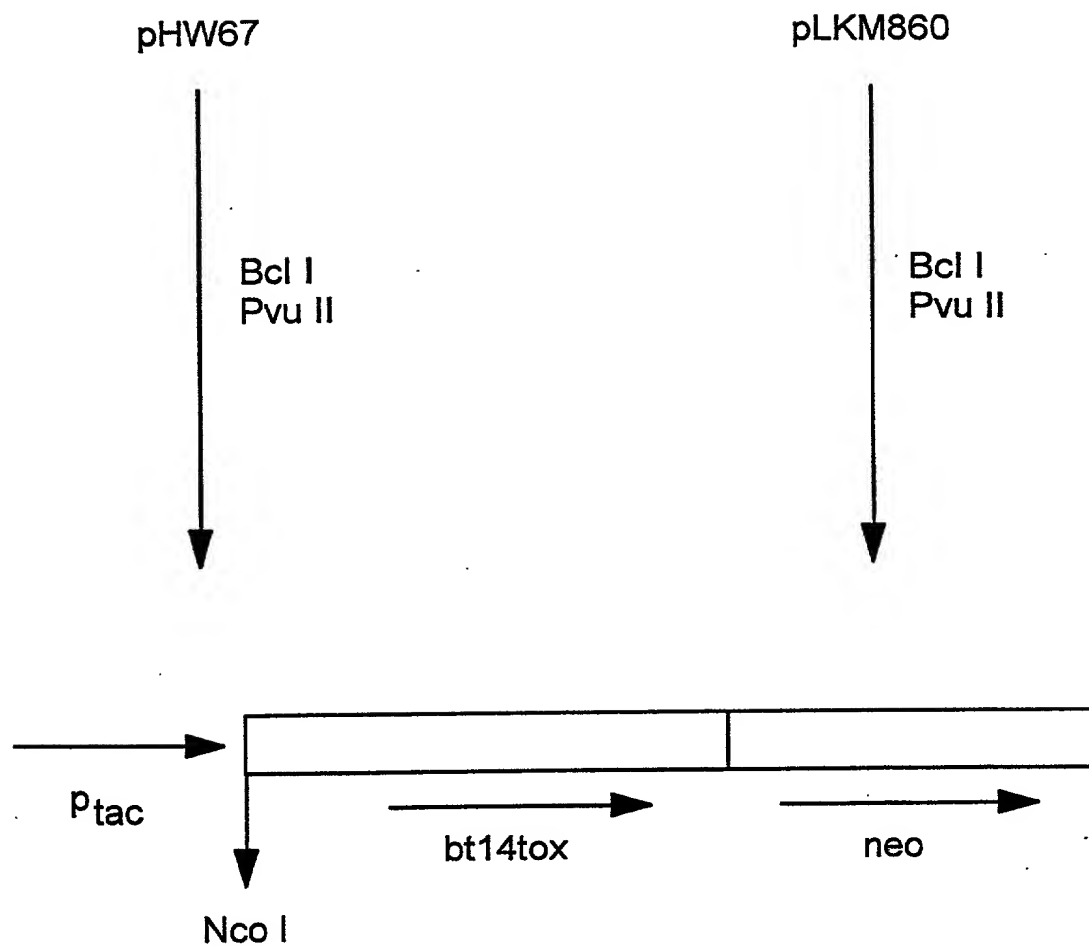 pHW67
pLKM860
Bcl I
Pvu II
Bcl I
Pvu II
ptac
bt14tox
neo
Nco I